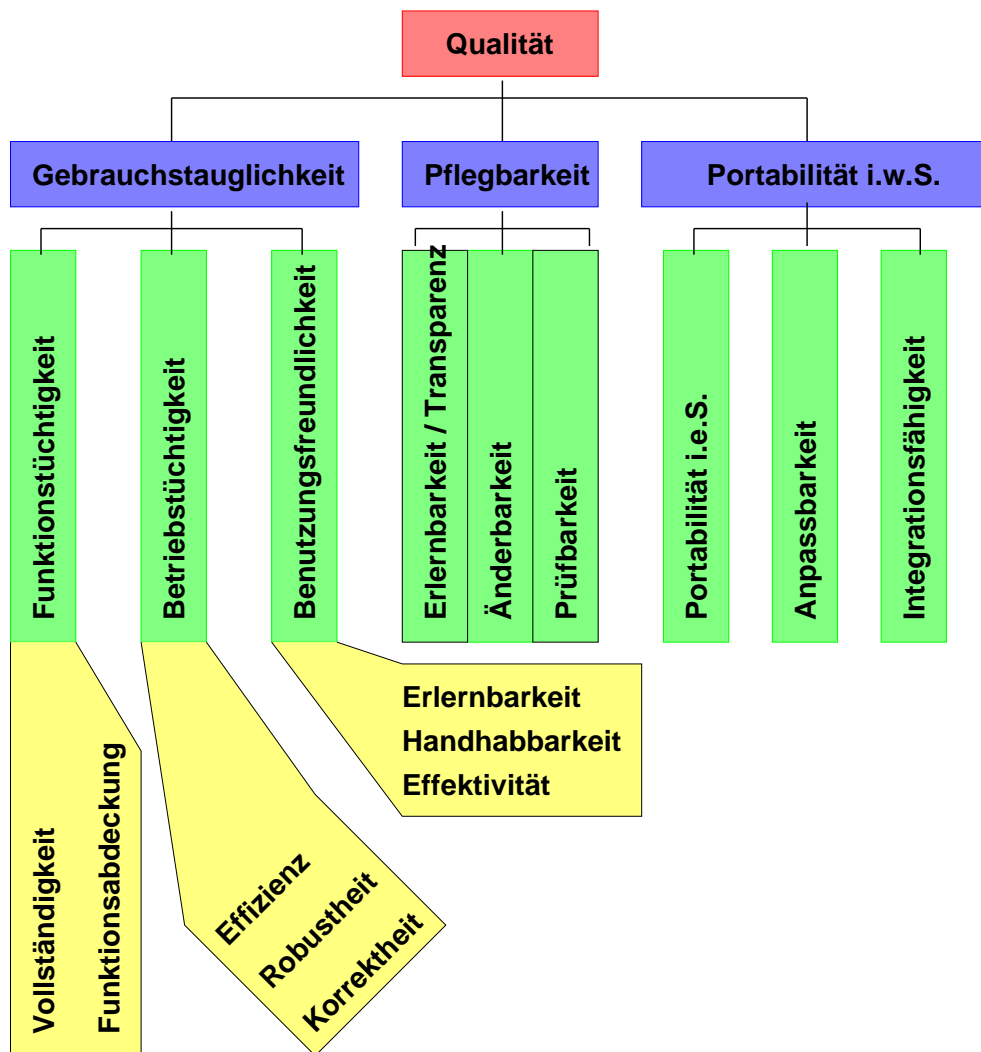 Qualität
Gebrauchstauglichkeit
Pflegbarkeit
Portabilität i.w.S.
Funktionstüchtigkeit
Betriebstüchtigkeit
Benutzungsfreundlichkeit
Erlernbarkeit / Transparenz
Änderbarkeit
Prüfbarkeit
Portabilität i.e.S.
Anpassbarkeit
Integrationsfähigkeit
Vollständigkeit
Funktionsabdeckung
Effizienz
Robustheit
Korrektheit
Erlernbarkeit
Handhabbarkeit
Effektivität